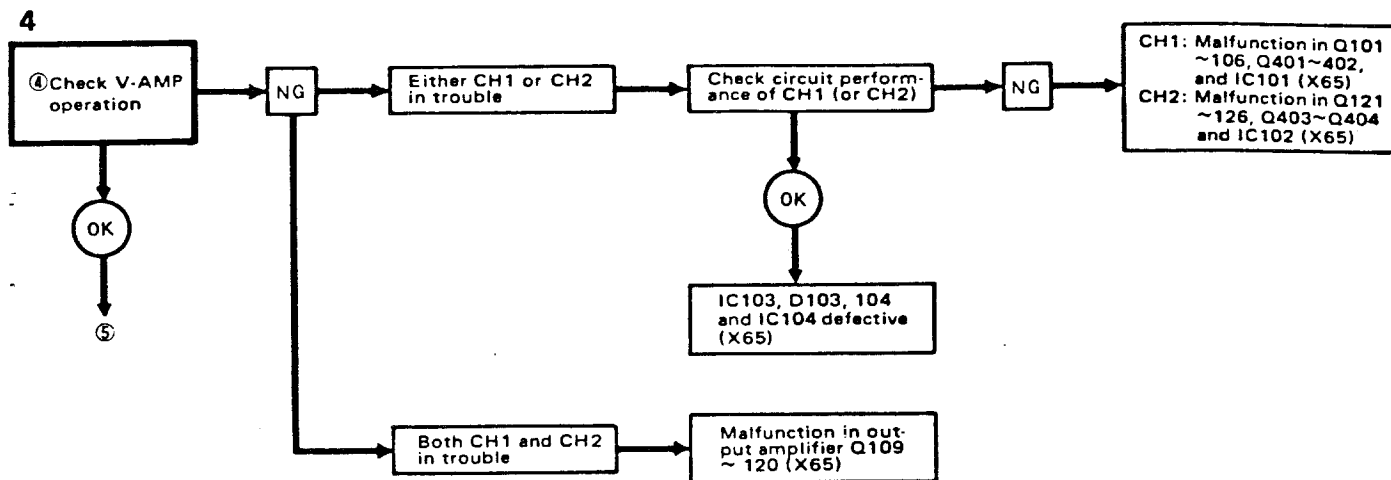 4
④Check V-AMP
operation
NG
Either CH1 or CH2
in trouble
Check circuit perform-
ance of CH1 (or CH2)
NG
CH1: Malfunction in Q101
~106, Q401~402,
and IC101 (X65)
CH2: Malfunction in Q121
~126, Q403~Q404
and IC102 (X65)
OK
⑤
OK
IC103, D103, 104
and IC104 defective
(X65)
Both CH1 and CH2
in trouble
Malfunction in out-
put amplifier Q109
~ 120 (X65)